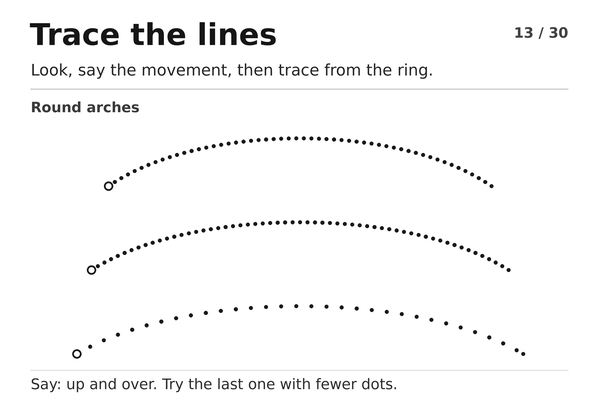 Trace the lines
13 / 30
Look, say the movement, then trace from the ring.
Round arches
Say: up and over. Try the last one with fewer dots.